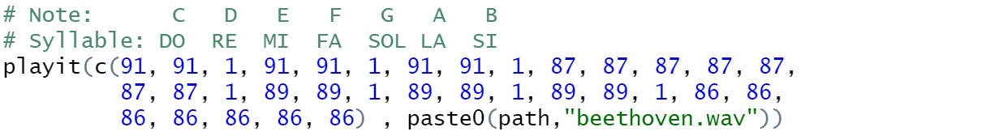 # Note:      C   D   E   F   G   A   B
# Syllable: DO  RE  MI  FA  SOL LA  SI
playit(c(91, 91, 1, 91, 91, 1, 91, 91, 1, 87, 87, 87, 87, 87,
         87, 87, 1, 89, 89, 1, 89, 89, 1, 89, 89, 1, 86, 86,
         86, 86, 86, 86, 86) , paste0(path,"beethoven.wav"))